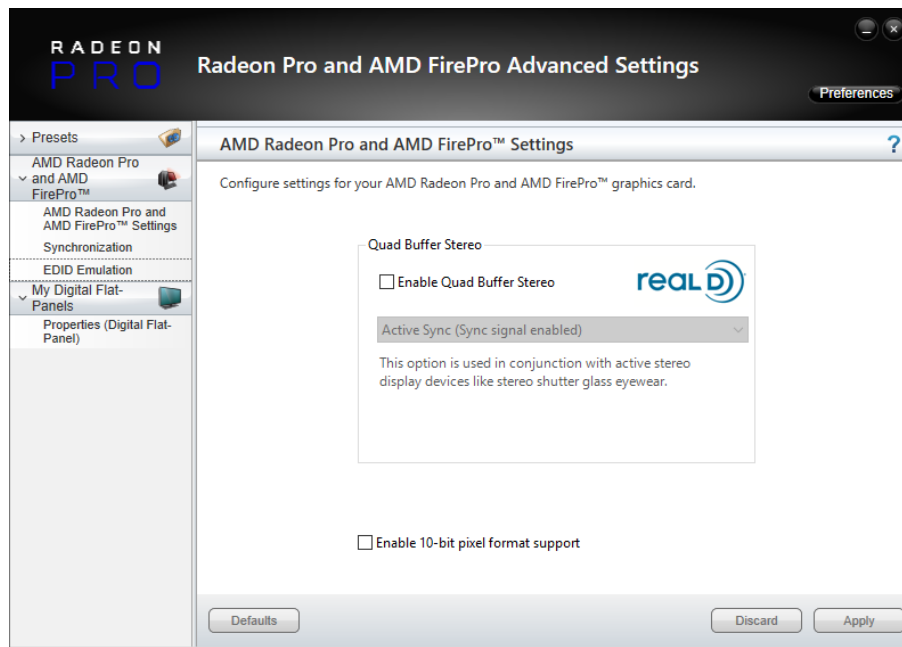 RADEON
PRO
Radeon Pro and AMD FirePro Advanced Settings
Preferences
Presets
AMD Radeon Pro
and AMD
FirePro™
AMD Radeon Pro and
AMD FirePro™ Settings
Synchronization
EDID Emulation
My Digital Flat-
Panels
Properties (Digital Flat-
Panel)
AMD Radeon Pro and AMD FirePro™ Settings
?
Configure settings for your AMD Radeon Pro and AMD FirePro™ graphics card.
Quad Buffer Stereo
Enable Quad Buffer Stereo
REAL D
Active Sync (Sync signal enabled)
This option is used in conjunction with active stereo
display devices like stereo shutter glass eyewear.
Enable 10-bit pixel format support
Defaults
Discard
Apply